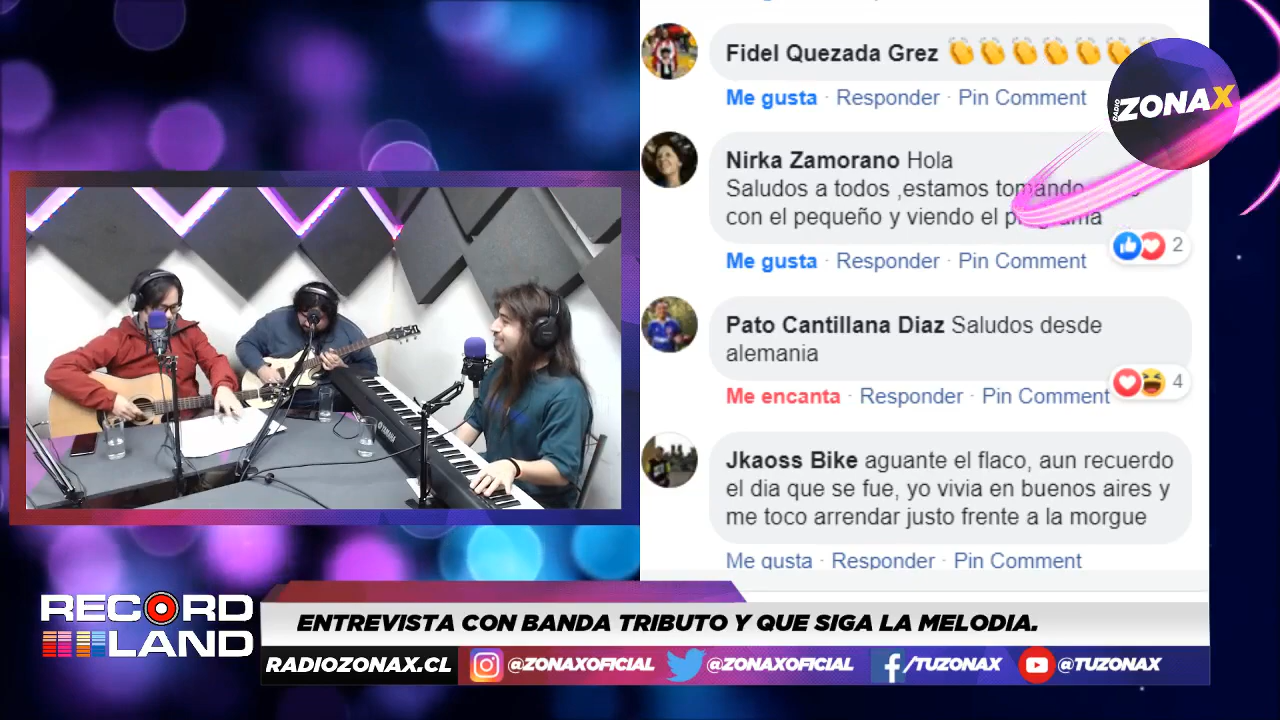 Fidel Quezada Grez
Me gusta · Responder · Pin Comment
Nirka Zamorano Hola
Saludos a todos ,estamos tomando
con el pequeño y viendo el programa
2
Me gusta · Responder · Pin Comment
Pato Cantillana Diaz Saludos desde
alemania
4
Me encanta · Responder · Pin Comment
Jkaoss Bike aguante el flaco, aun recuerdo
el dia que se fue, yo vivia en buenos aires y
me toco arrendar justo frente a la morgue
Me gusta · Responder · Pin Comment
RADIO ZONAX
YAMAHA
RECORD
LAND
ENTREVISTA CON BANDA TRIBUTO Y QUE SIGA LA MELODIA.
RADIOZONAX.CL @ZONAXOFICIAL @ZONAXOFICIAL /TUZONAX @TUZONAX